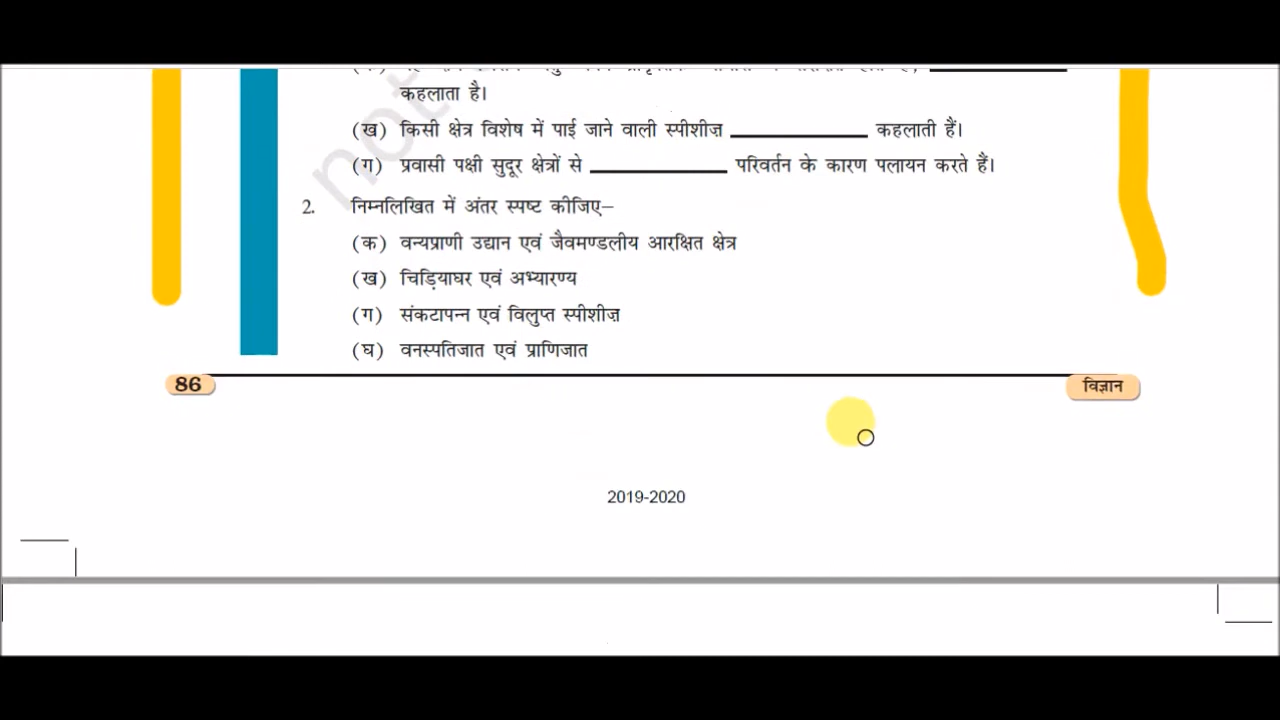 कहलाता है।
(ख) किसी क्षेत्र विशेष में पाई जाने वाली स्पीशीज़ ____________ कहलाती हैं।
(ग) प्रवासी पक्षी सुदूर क्षेत्रों से ____________ परिवर्तन के कारण पलायन करते हैं।
2. निम्नलिखित में अंतर स्पष्ट कीजिए–
(क) वन्यप्राणी उद्यान एवं जैवमण्डलीय आरक्षित क्षेत्र
(ख) चिड़ियाघर एवं अभ्यारण्य
(ग) संकटापन्न एवं विलुप्त स्पीशीज़
(घ) वनस्पतिजात एवं प्राणिजात
86 विज्ञान
2019-2020
not